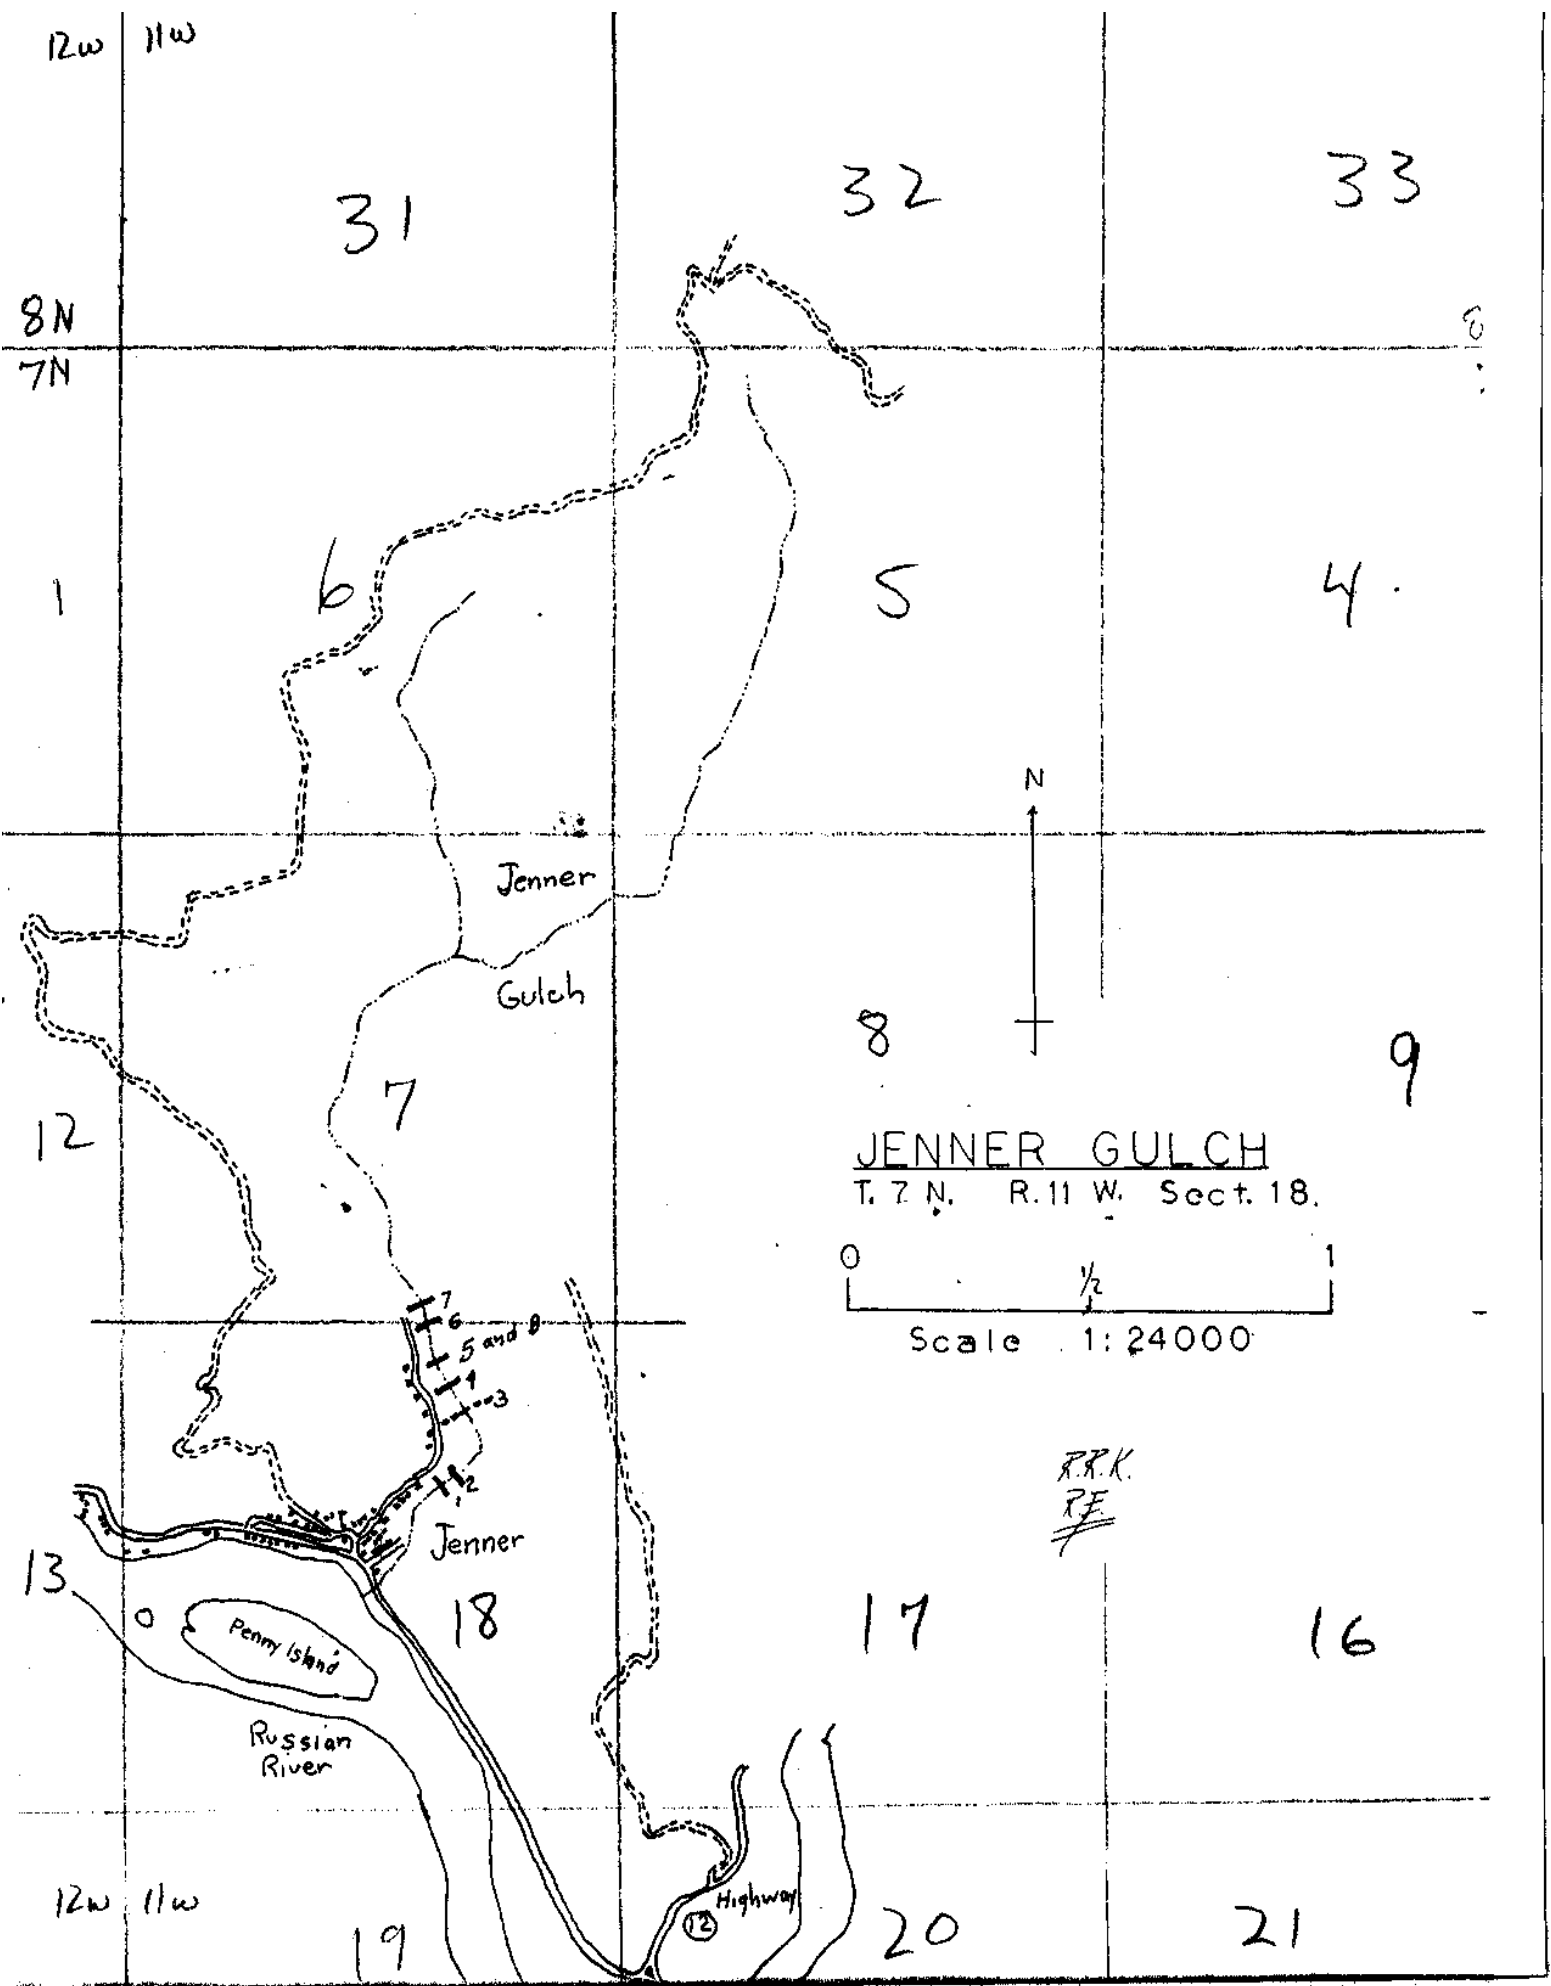 12W 11W
31
32
33
8N
7N
1
6
5
4
N
Jenner
Gulch
8
9
7
12
JENNER GULCH
T. 7 N. R. 11 W. Sect. 18.
0 1/2 1
Scale 1:24000
7
6
5 and 8
4
3
2
1
R.R.K.
R.E.
Jenner
13
18
17
16
Penny Island
Russian
River
12W 11W
19
Highway
12
20
21